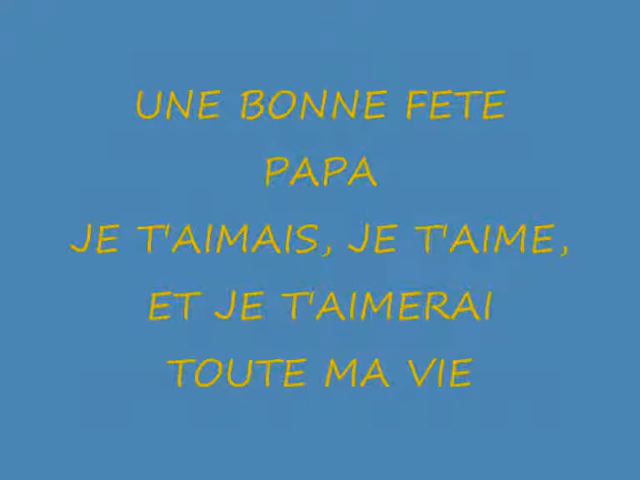 UNE BONNE FETE
PAPA
JE T'AIMAIS, JE T'AIME,
ET JE T'AIMERAI
TOUTE MA VIE